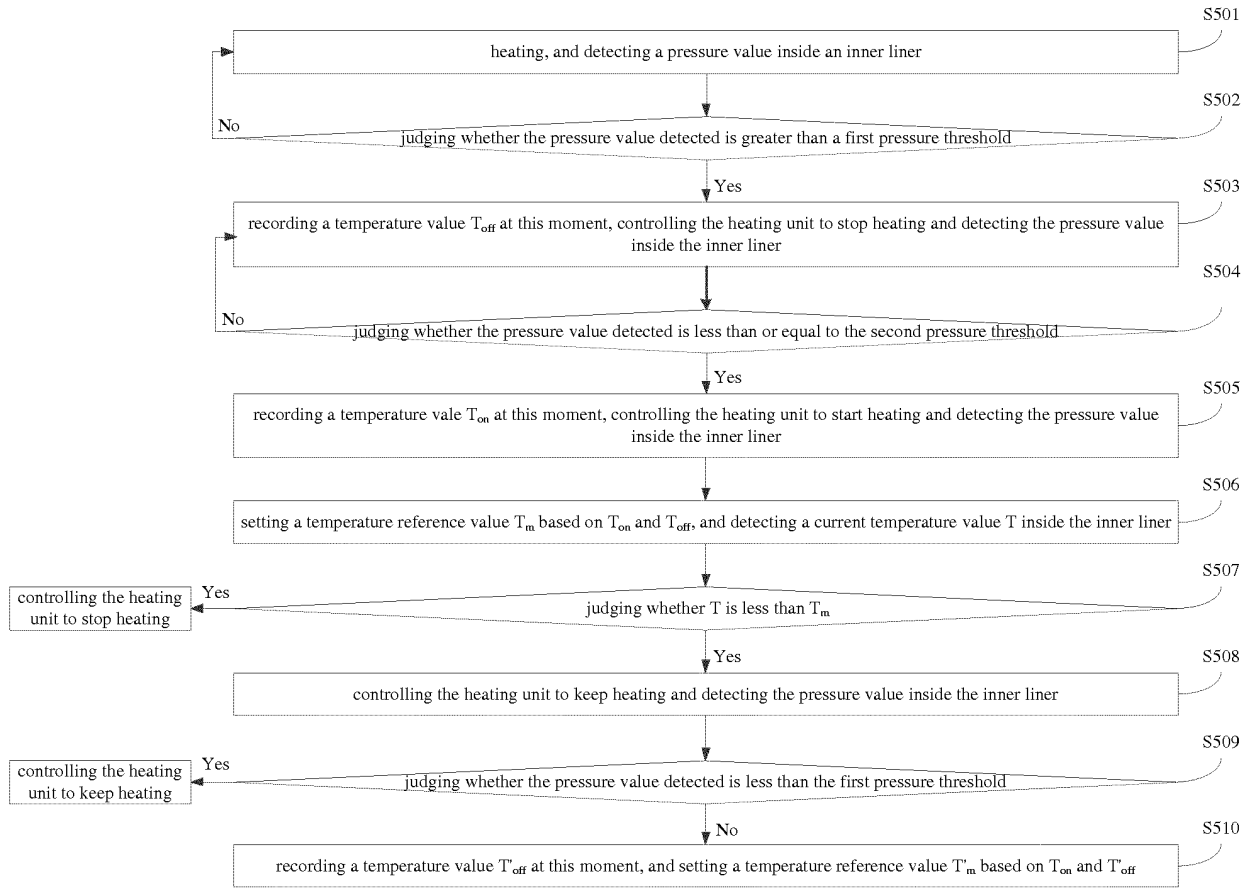 S501
heating, and detecting a pressure value inside an inner liner
S502
No
judging whether the pressure value detected is greater than a first pressure threshold
Yes
S503
recording a temperature value Toff at this moment, controlling the heating unit to stop heating and detecting the pressure value
inside the inner liner
S504
No
judging whether the pressure value detected is less than or equal to the second pressure threshold
Yes
S505
recording a temperature vale Ton at this moment, controlling the heating unit to start heating and detecting the pressure value
inside the inner liner
S506
setting a temperature reference value Tm based on Ton and Toff, and detecting a current temperature value T inside the inner liner
S507
controlling the heating
unit to stop heating
Yes
judging whether T is less than Tm
Yes
S508
controlling the heating unit to keep heating and detecting the pressure value inside the inner liner
S509
controlling the heating
unit to keep heating
Yes
judging whether the pressure value detected is less than the first pressure threshold
No
S510
recording a temperature value T'off at this moment, and setting a temperature reference value T'm based on Ton and T'off